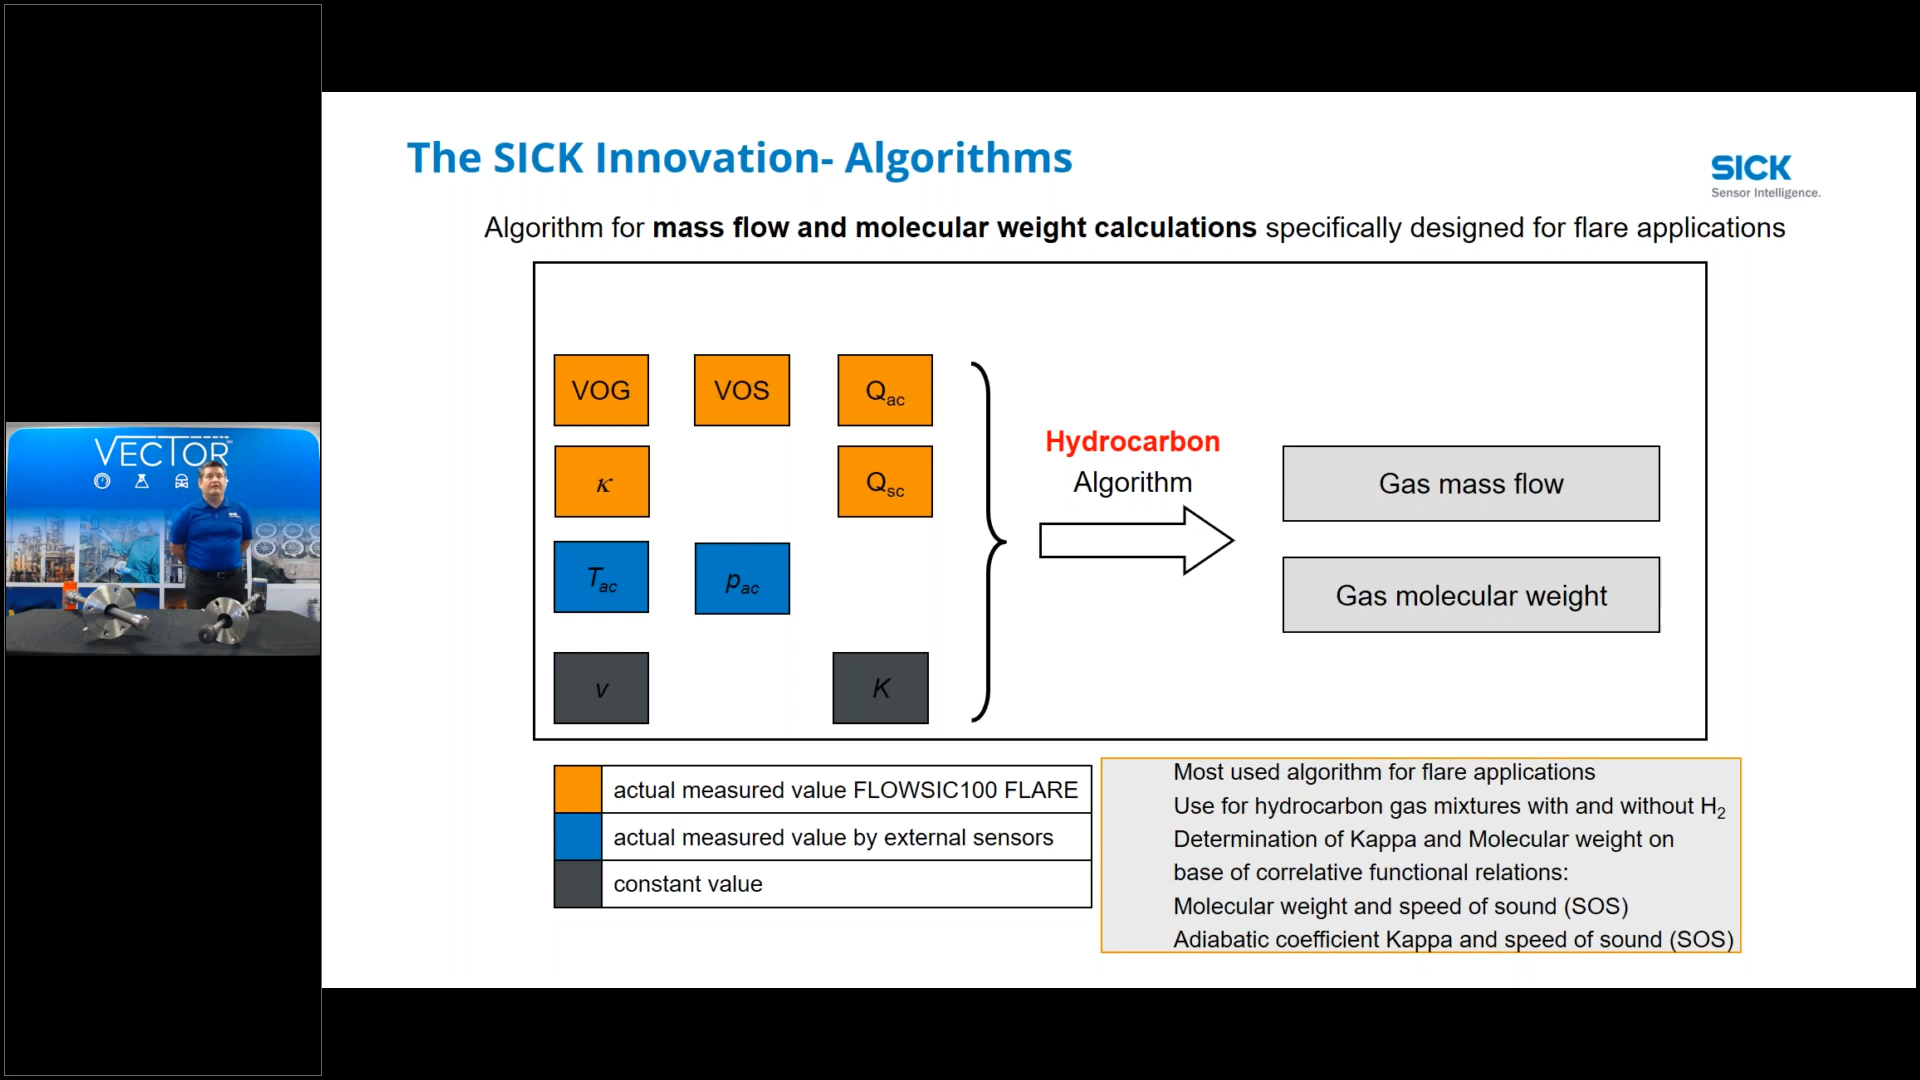 The SICK Innovation- Algorithms
SICK
Sensor Intelligence.
Algorithm for mass flow and molecular weight calculations specifically designed for flare applications
VOG
VOS
Qac
κ
Qsc
Tac
pac
v
K
Hydrocarbon
Algorithm
Gas mass flow
Gas molecular weight
actual measured value FLOWSIC100 FLARE
actual measured value by external sensors
constant value
Most used algorithm for flare applications
Use for hydrocarbon gas mixtures with and without H2
Determination of Kappa and Molecular weight on
base of correlative functional relations:
Molecular weight and speed of sound (SOS)
Adiabatic coefficient Kappa and speed of sound (SOS)
VECTOR